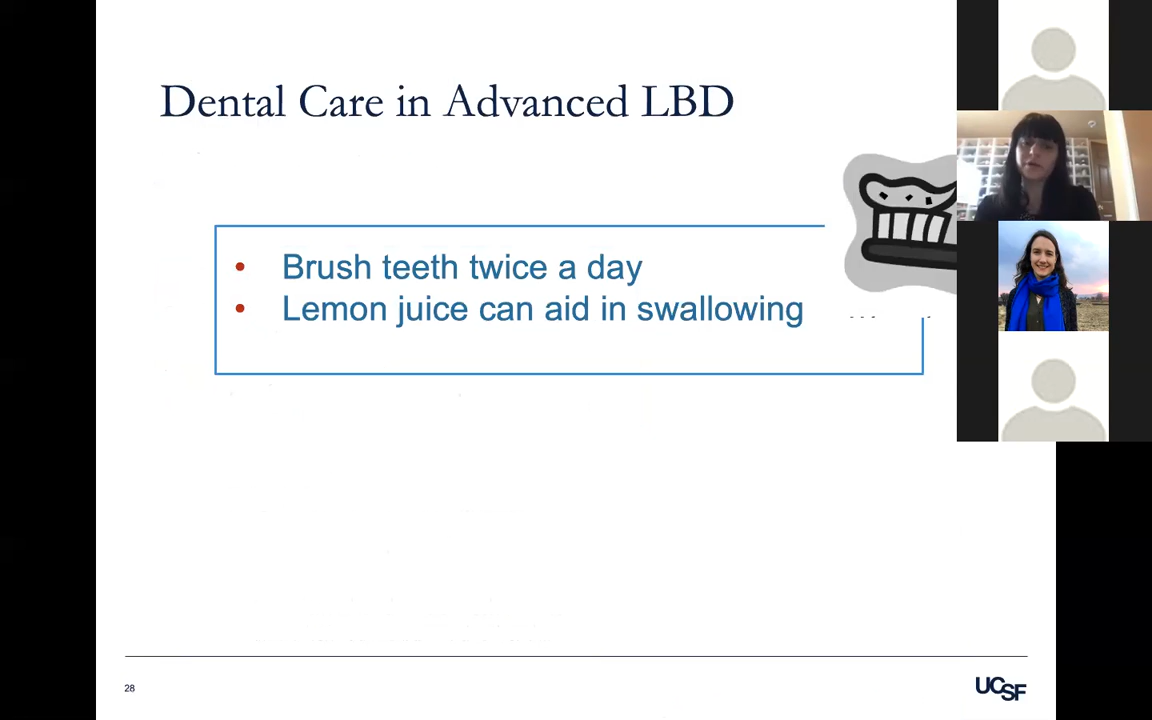 Dental Care in Advanced LBD
• Brush teeth twice a day
• Lemon juice can aid in swallowing
28
UCSF